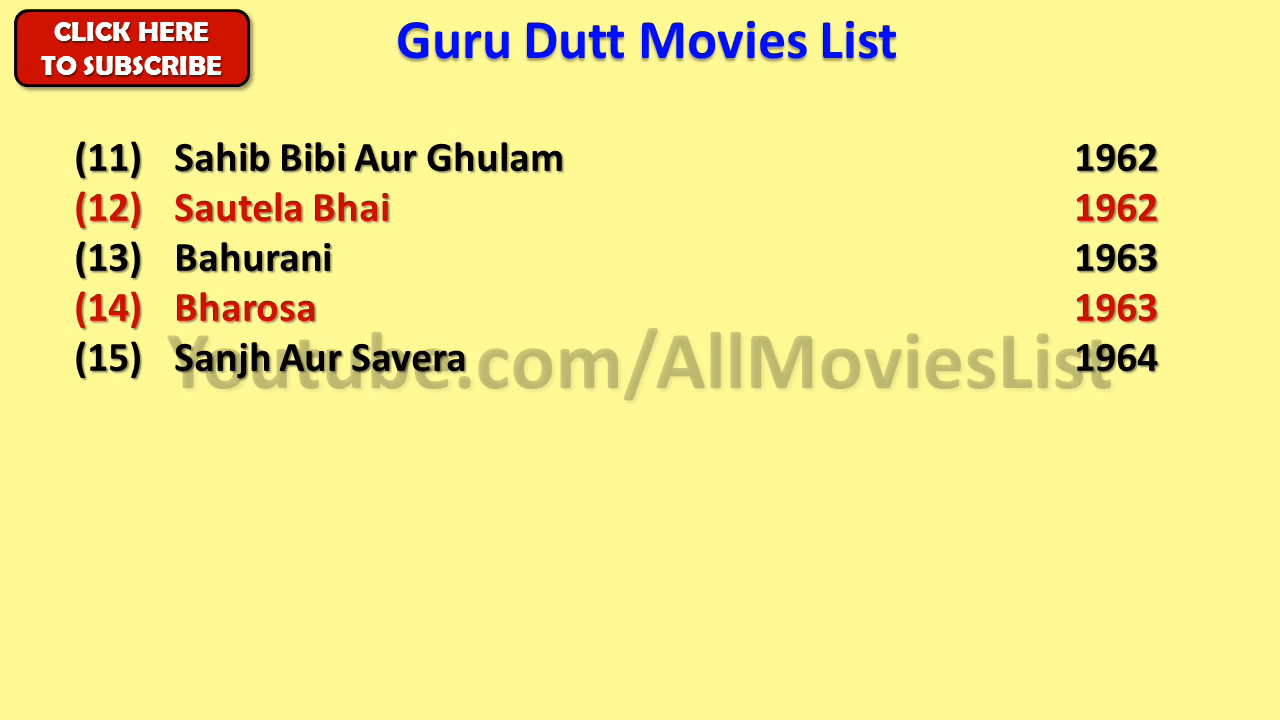 CLICK HERE
TO SUBSCRIBE
Guru Dutt Movies List
(11) Sahib Bibi Aur Ghulam 1962
(12) Sautela Bhai 1962
(13) Bahurani 1963
(14) Bharosa 1963
(15) Sanjh Aur Savera 1964
Youtube.com/AllMoviesList